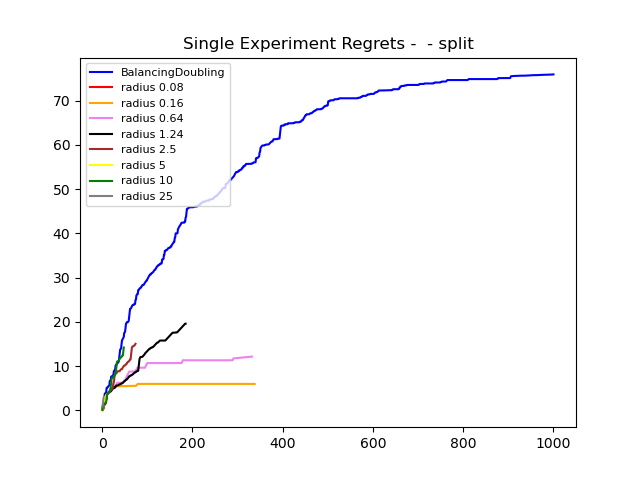 Single Experiment Regrets -  - split
BalancingDoubling
radius 0.08
radius 0.16
radius 0.64
radius 1.24
radius 2.5
radius 5
radius 10
radius 25
70
60
50
40
30
20
10
0
0 200 400 600 800 1000